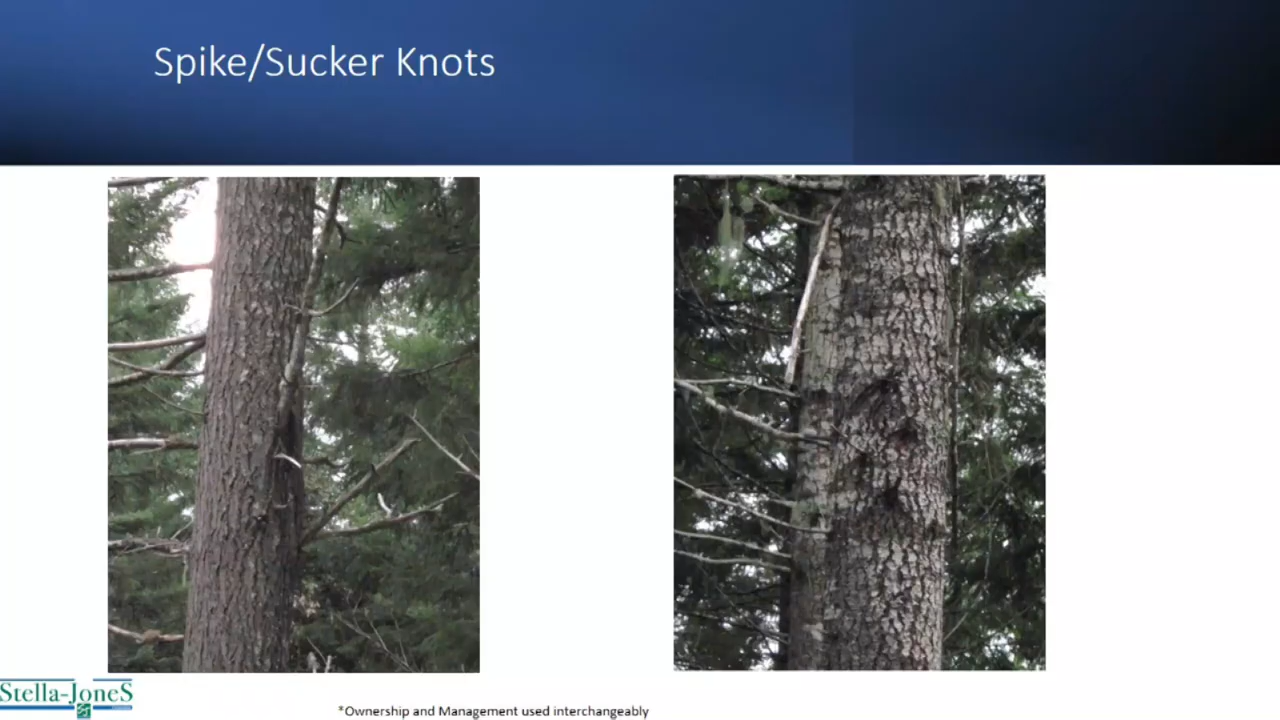 Spike/Sucker Knots
Stella-JoneS
*Ownership and Management used interchangeably